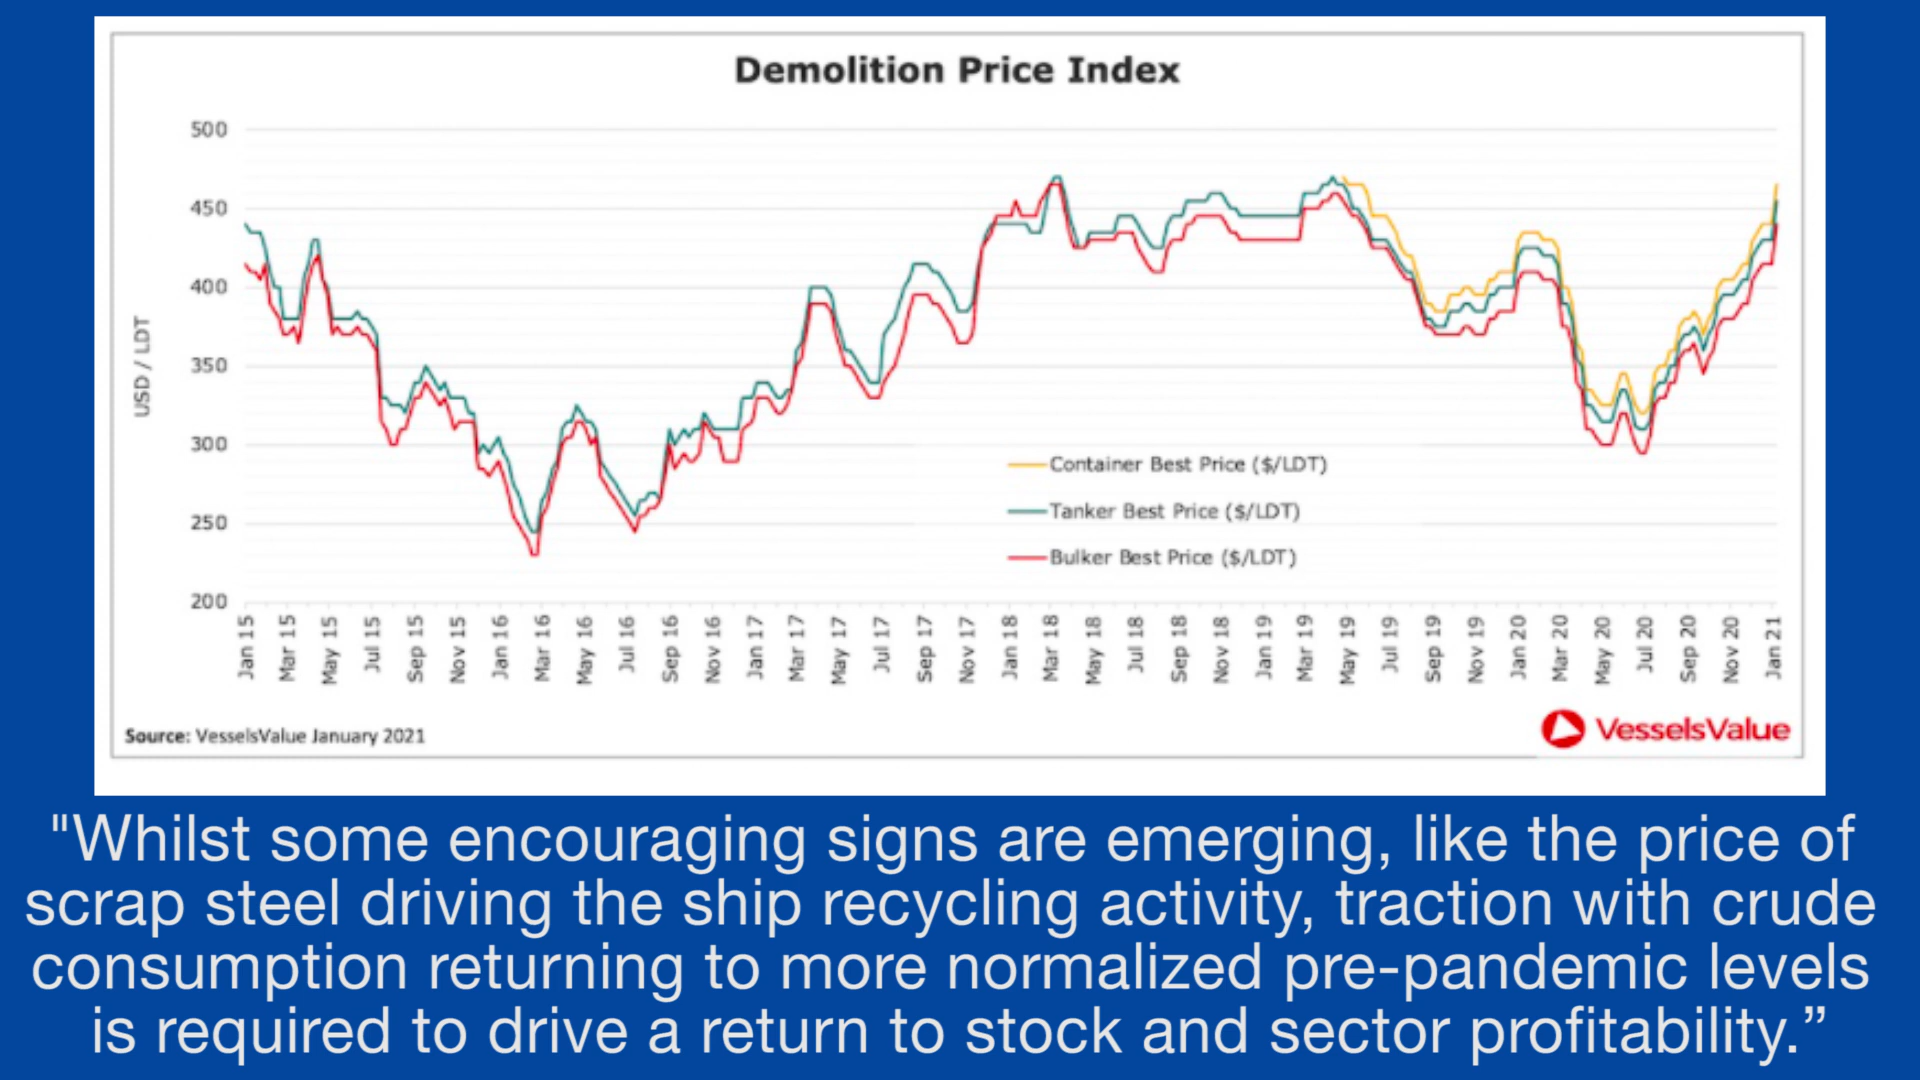 Demolition Price Index
500
450
400
350
300
250
200
USD / LDT
Container Best Price ($/LDT)
Tanker Best Price ($/LDT)
Bulker Best Price ($/LDT)
Jan 15
Mar 15
May 15
Jul 15
Sep 15
Nov 15
Jan 16
Mar 16
May 16
Jul 16
Sep 16
Nov 16
Jan 17
Mar 17
May 17
Jul 17
Sep 17
Nov 17
Jan 18
Mar 18
May 18
Jul 18
Sep 18
Nov 18
Jan 19
Mar 19
May 19
Jul 19
Sep 19
Nov 19
Jan 20
Mar 20
May 20
Jul 20
Sep 20
Nov 20
Jan 21
Source: VesselsValue January 2021
VesselsValue
"Whilst some encouraging signs are emerging, like the price of
scrap steel driving the ship recycling activity, traction with crude
consumption returning to more normalized pre-pandemic levels
is required to drive a return to stock and sector profitability.”